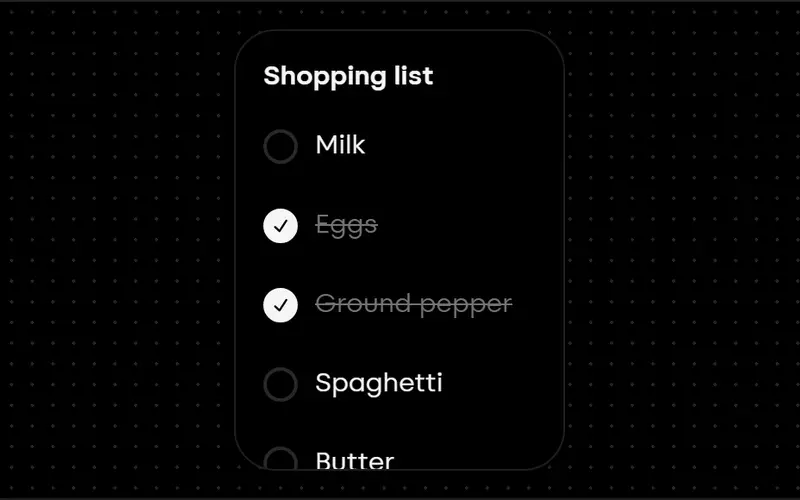 Shopping list
Milk
Eggs
Ground pepper
Spaghetti
Butter